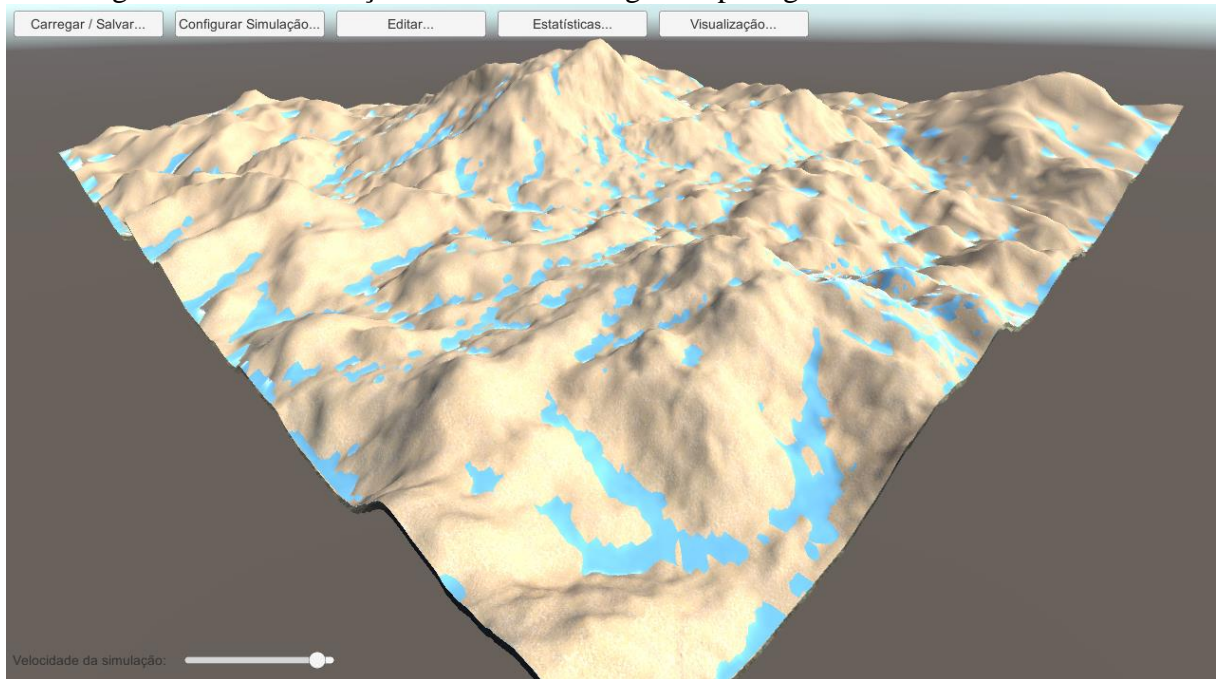 Carregar / Salvar...
Configurar Simulação...
Editar...
Estatísticas...
Visualização...
Velocidade da simulação: